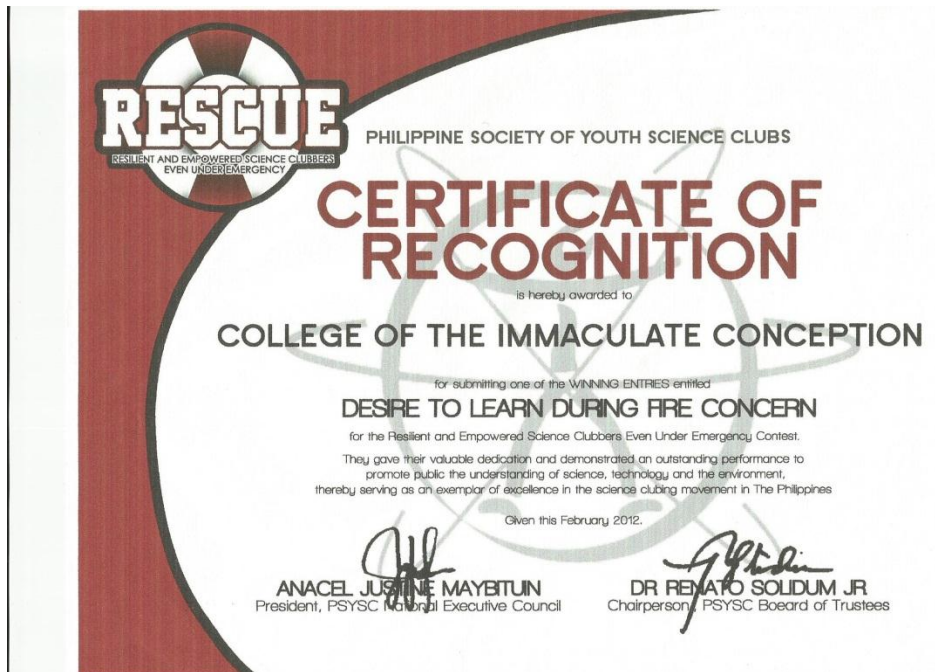 RESCUE
RESILIENT AND EMPOWERED SCIENCE CLUBBERS
EVEN UNDER EMERGENCY
PHILIPPINE SOCIETY OF YOUTH SCIENCE CLUBS
CERTIFICATE OF
RECOGNITION
is hereby awarded to
COLLEGE OF THE IMMACULATE CONCEPTION
for submitting one of the WINNING ENTRIES entitled
DESIRE TO LEARN DURING FIRE CONCERN
for the Resilient and Empowered Science Clubbers Even Under Emergency Contest.
They gave their valuable dedication and demonstrated an outstanding performance to
promote public the understanding of science, technology and the environment,
thereby serving as an exemplar of excellence in the science clubing movement in The Philippines
Given this February 2012.
ANACEL JUSTINE MAYBITUIN
President, PSYSC National Executive Council
DR RENATO SOLIDUM JR
Chairperson, PSYSC Boeard of Trustees